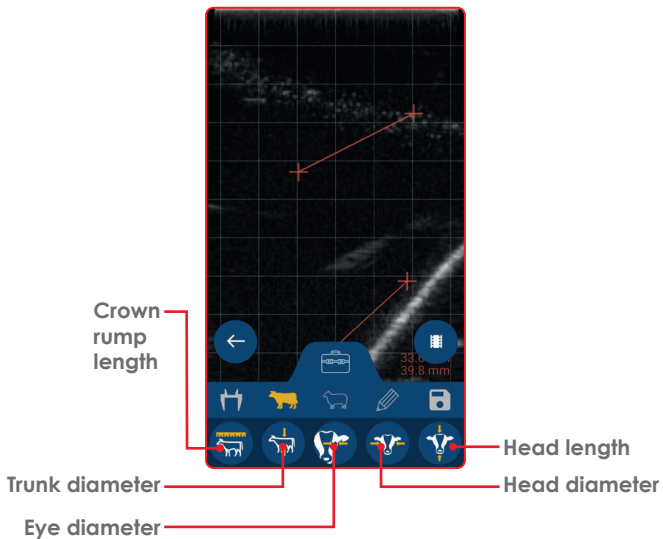 Crown
rump
length
39.8 mm
Head length
Trunk diameter
Head diameter
Eye diameter